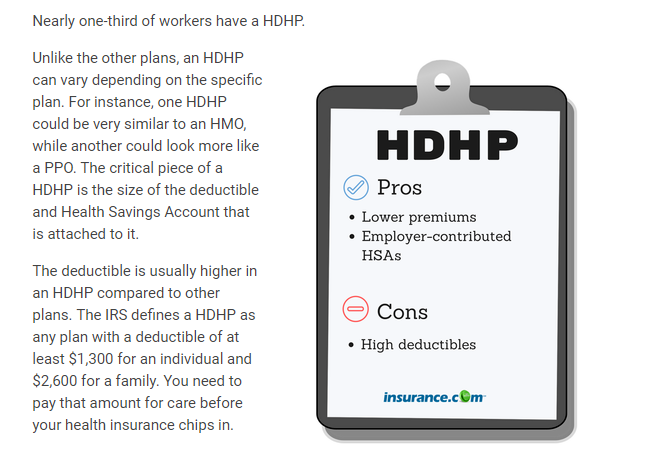 Nearly one-third of workers have a HDHP.
Unlike the other plans, an HDHP
can vary depending on the specific
plan. For instance, one HDHP
could be very similar to an HMO,
while another could look more like
a PPO. The critical piece of a
HDHP is the size of the deductible
and Health Savings Account that
is attached to it.
The deductible is usually higher in
an HDHP compared to other
plans. The IRS defines a HDHP as
any plan with a deductible of at
least $1,300 for an individual and
$2,600 for a family. You need to
pay that amount for care before
your health insurance chips in.
HDHP
Pros
• Lower premiums
• Employer-contributed
HSAs
Cons
• High deductibles
insurance.com